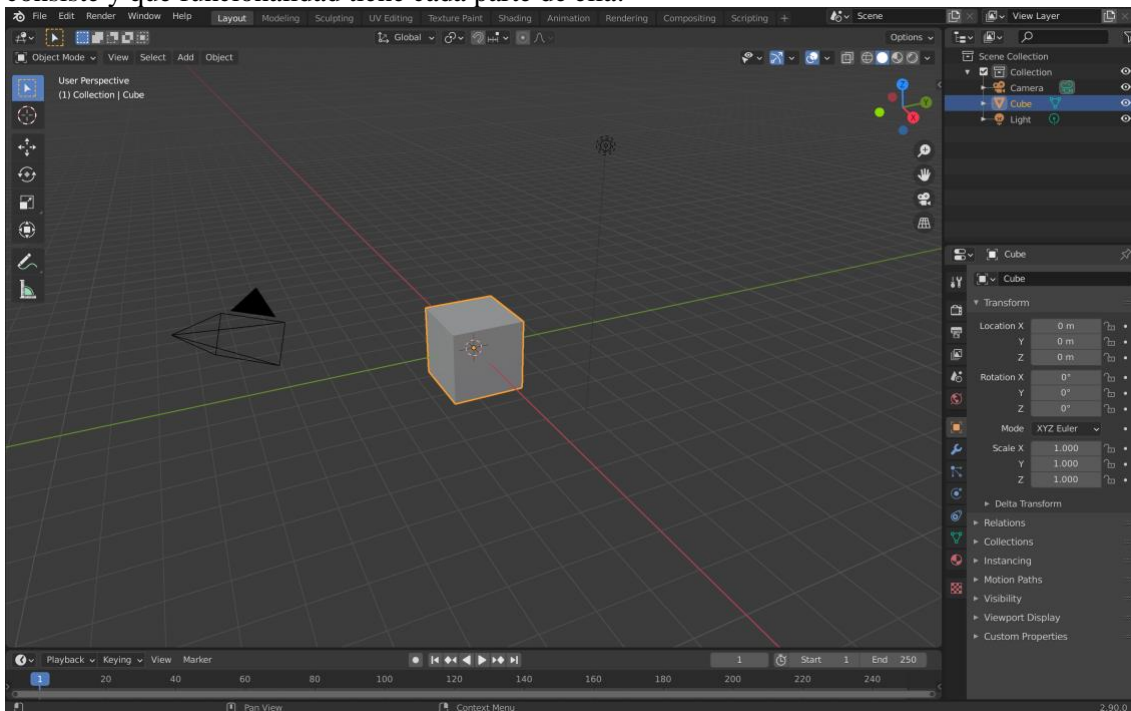 consiste y que funcionalidad tiene cada parte de ella.
File Edit Render Window Help Layout Modeling Sculpting UV Editing Texture Paint Shading Animation Rendering Compositing Scripting + Scene View Layer
Global Options
Object Mode View Select Add Object
User Perspective
(1) Collection | Cube
Z
Y
X
Scene Collection
Collection
Camera
Cube
Light
Cube
Cube
Transform
Location X 0 m
Y 0 m
Z 0 m
Rotation X 0°
Y 0°
Z 0°
Mode XYZ Euler
Scale X 1.000
Y 1.000
Z 1.000
Delta Transform
Relations
Collections
Instancing
Motion Paths
Visibility
Viewport Display
Custom Properties
Playback Keying View Marker 1 Start 1 End 250
1 20 40 60 80 100 120 140 160 180 200 220 240
Pan View Context Menu 2.90.0